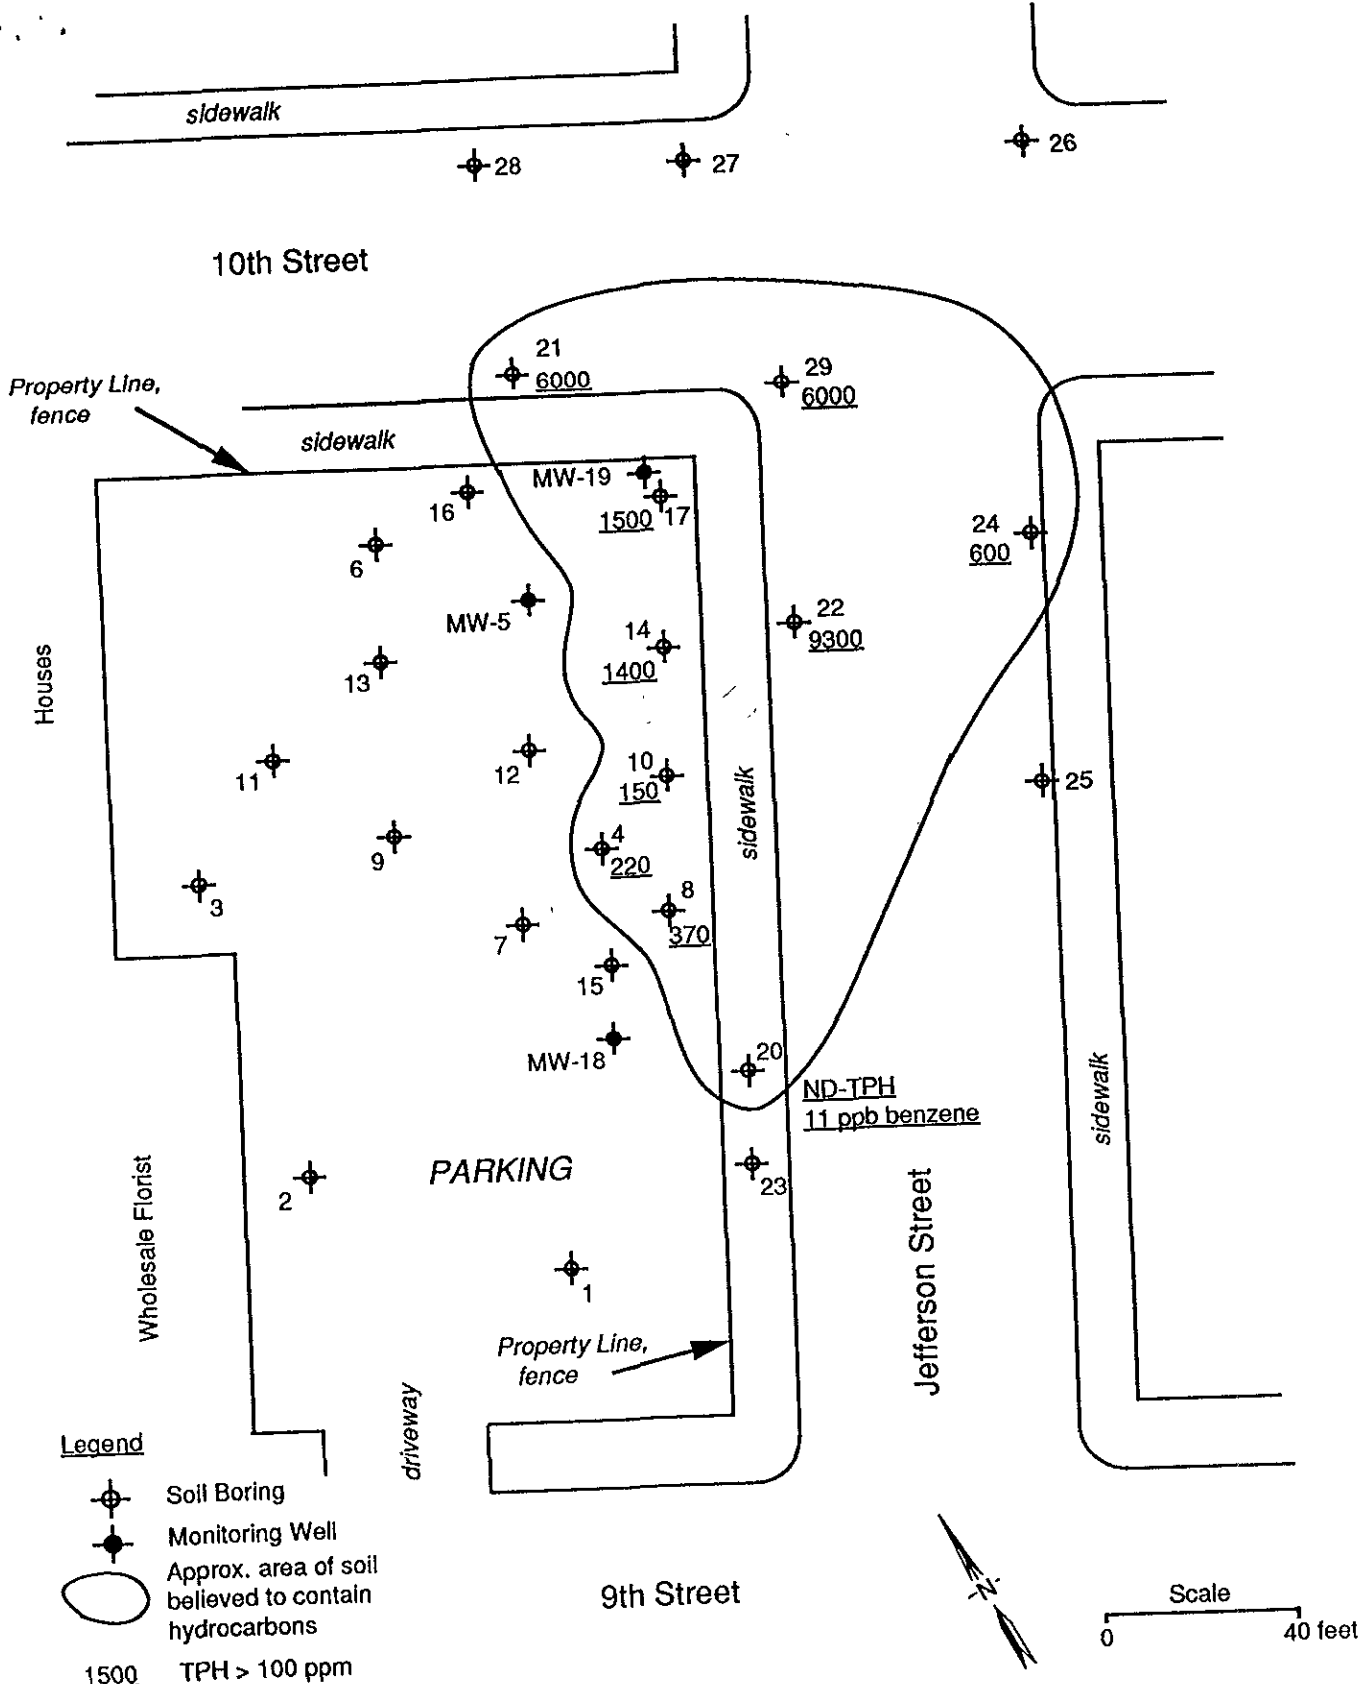 sidewalk
28
27
26
10th Street
21
6000
29
6000
Property Line,
fence
sidewalk
MW-19
16
1500
17
24
600
6
MW-5
22
9300
14
1400
13
Houses
12
10
150
11
25
sidewalk
4
220
9
3
8
370
7
15
MW-18
20
ND-TPH
11 ppb benzene
sidewalk
PARKING
23
2
Wholesale Florist
Jefferson Street
1
Property Line,
fence
driveway
Legend
Soil Boring
Monitoring Well
Approx. area of soil
believed to contain
hydrocarbons
1500 TPH > 100 ppm
9th Street
N
Scale
0 40 feet